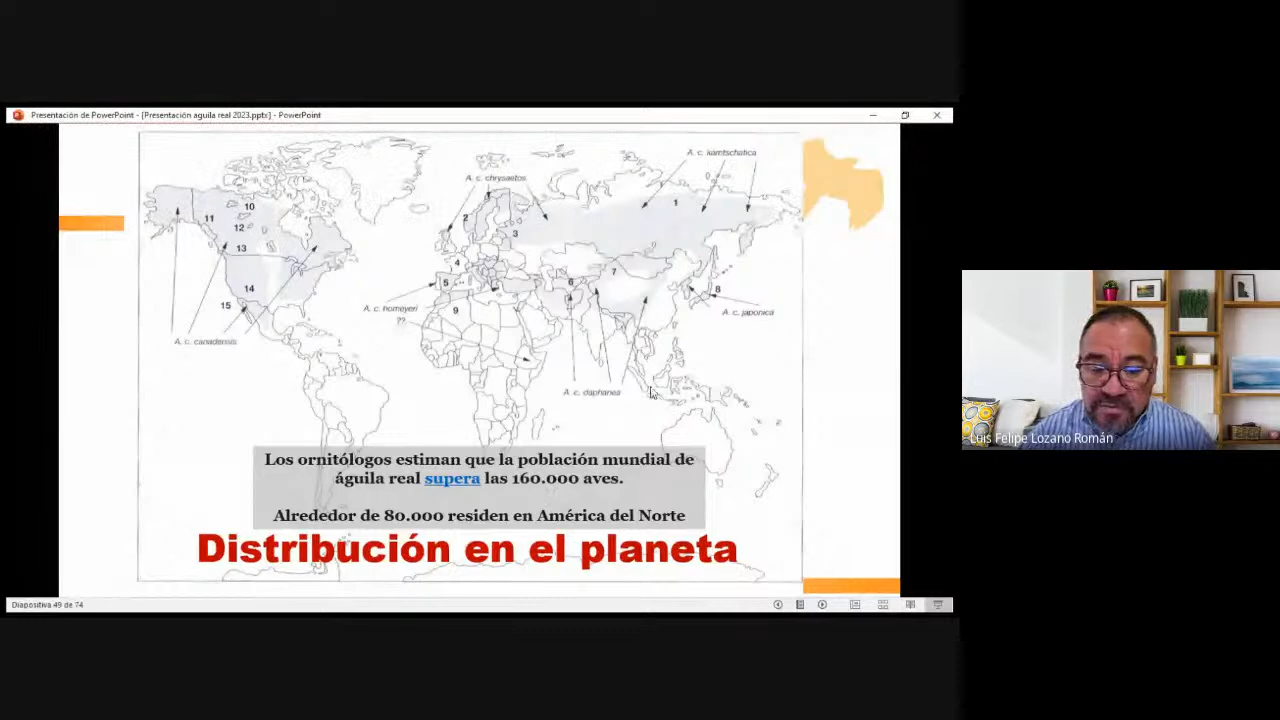 Presentación de PowerPoint - [Presentación aguila real 2023.pptx] - PowerPoint
A. c. kamtschatica
A. c. chrysaetos
1
10
11
2
12
3
13
4
7
5
6
14
8
15
A. c. homeyeri
9
A. c. japonica
??
A. c. canadensis
A. c. daphanea
Luis Felipe Lozano Román
Los ornitólogos estiman que la población mundial de
águila real supera las 160.000 aves.
Alrededor de 80.000 residen en América del Norte
Distribución en el planeta
Diapositiva 49 de 74